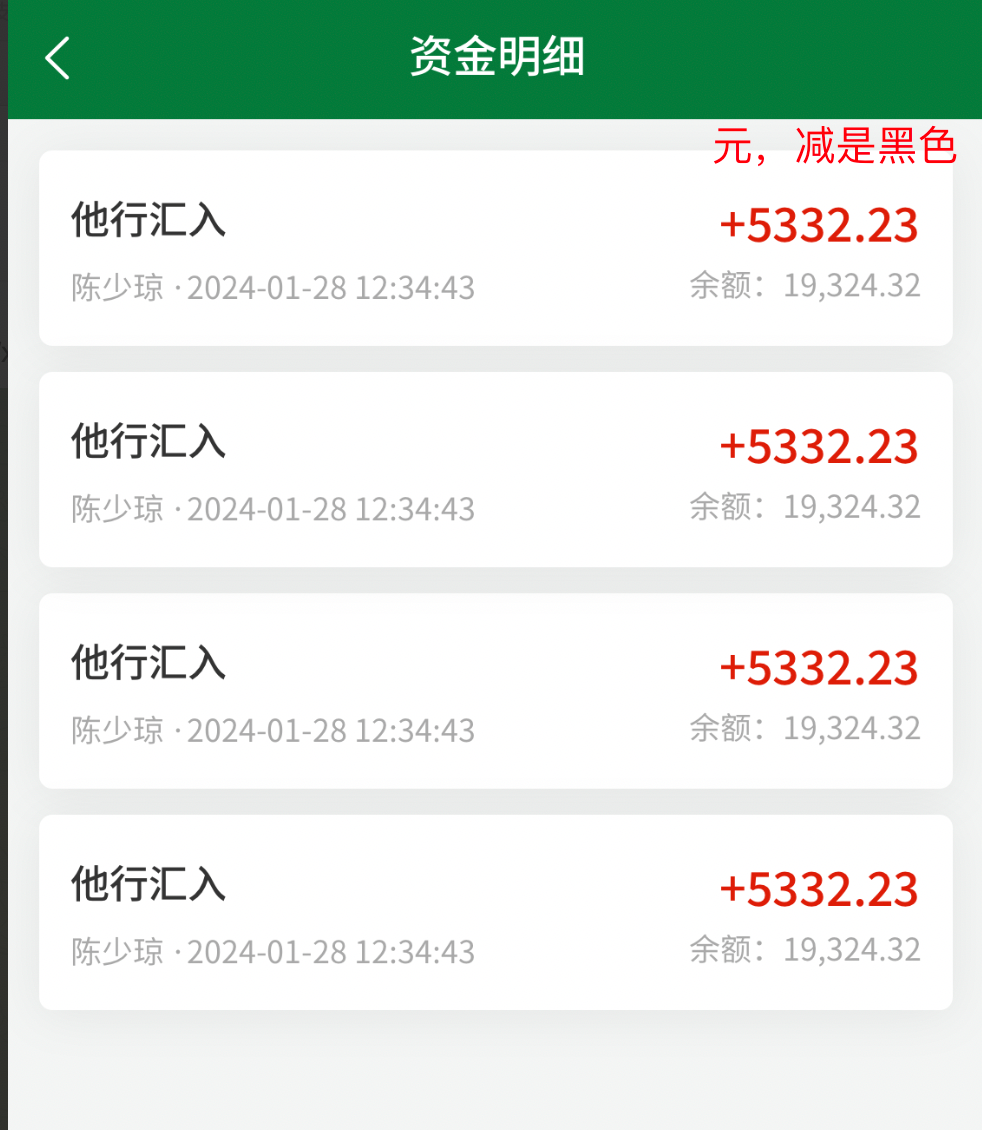 资金明细
元，减是黑色
他行汇入
+5332.23
陈少琼 · 2024-01-28 12:34:43
余额：19,324.32
他行汇入
+5332.23
陈少琼 · 2024-01-28 12:34:43
余额：19,324.32
他行汇入
+5332.23
陈少琼 · 2024-01-28 12:34:43
余额：19,324.32
他行汇入
+5332.23
陈少琼 · 2024-01-28 12:34:43
余额：19,324.32